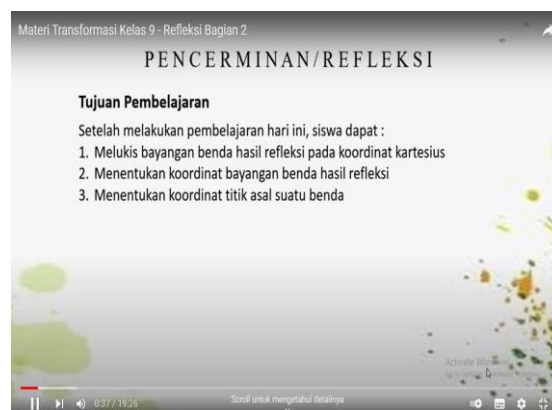 Materi Transformasi Kelas 9 - Refleksi Bagian 2
PENCERMINAN/REFLEKSI
Tujuan Pembelajaran
Setelah melakukan pembelajaran hari ini, siswa dapat :
1. Melukis bayangan benda hasil refleksi pada koordinat kartesius
2. Menentukan koordinat bayangan benda hasil refleksi
3. Menentukan koordinat titik asal suatu benda
Activate Windows
0:37 / 19:26
Scroll untuk mengetahui detailnya